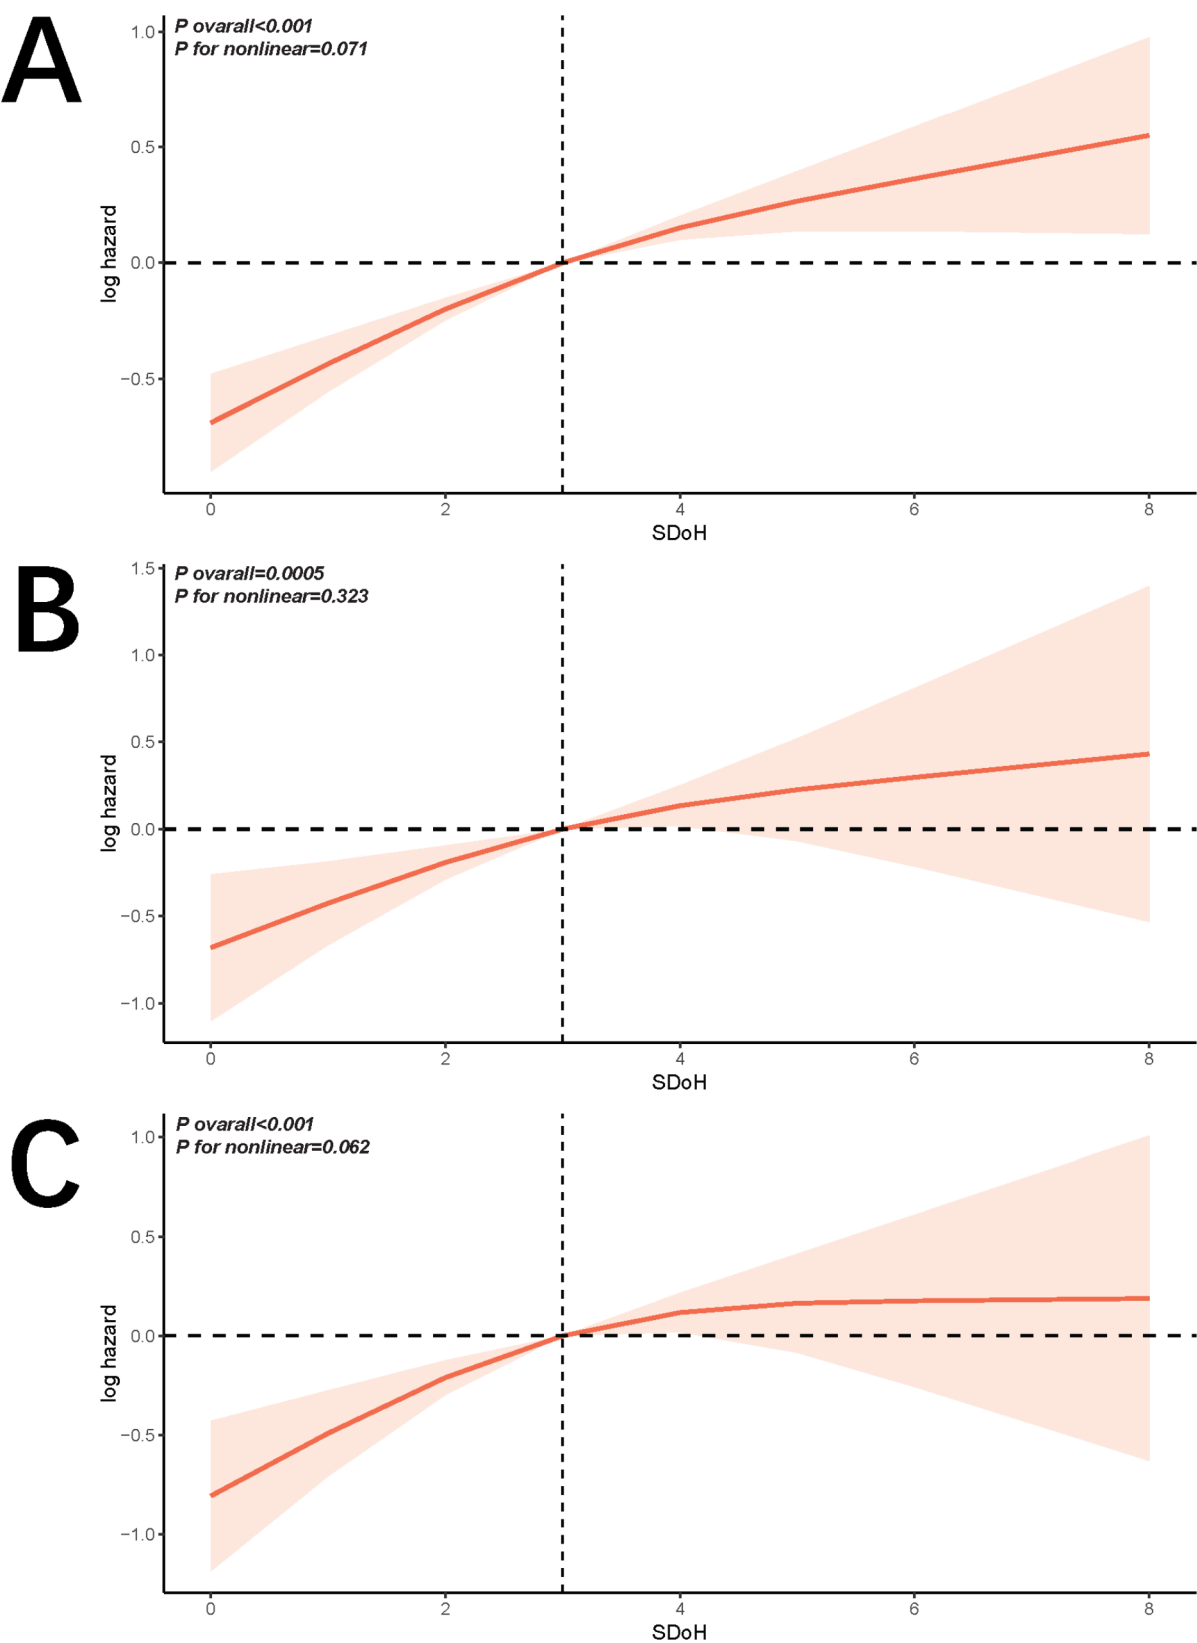 A
P ovarall<0.001
P for nonlinear=0.071
1.0
0.5
0.0
−0.5
log hazard
0
2
4
6
8
SDoH
B
P ovarall=0.0005
P for nonlinear=0.323
1.5
1.0
0.5
0.0
−0.5
−1.0
log hazard
0
2
4
6
8
SDoH
C
P ovarall<0.001
P for nonlinear=0.062
1.0
0.5
0.0
−0.5
−1.0
log hazard
0
2
4
6
8
SDoH